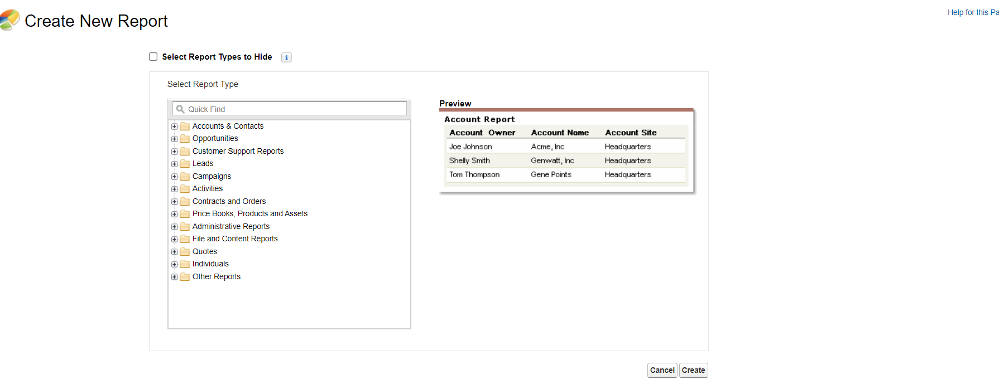 Help for this Pa
Create New Report
Select Report Types to Hide
Select Report Type
Quick Find
Accounts & Contacts
Opportunities
Customer Support Reports
Leads
Campaigns
Activities
Contracts and Orders
Price Books, Products and Assets
Administrative Reports
File and Content Reports
Quotes
Individuals
Other Reports
Preview
Account Report
Account Owner Account Name Account Site
Joe Johnson Acme, Inc Headquarters
Shelly Smith Genwatt, Inc Headquarters
Tom Thompson Gene Points Headquarters
Cancel Create